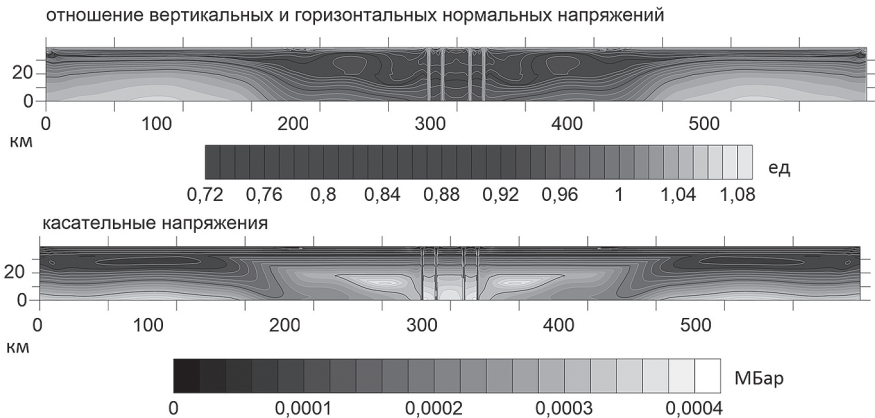 отношение вертикальных и горизонтальных нормальных напряжений
20
0
0 100 200 300 400 500
км
ед
0,72 0,76 0,8 0,84 0,88 0,92 0,96 1 1,04 1,08
касательные напряжения
20
0
0 100 200 300 400 500
км
МБар
0 0,0001 0,0002 0,0003 0,0004